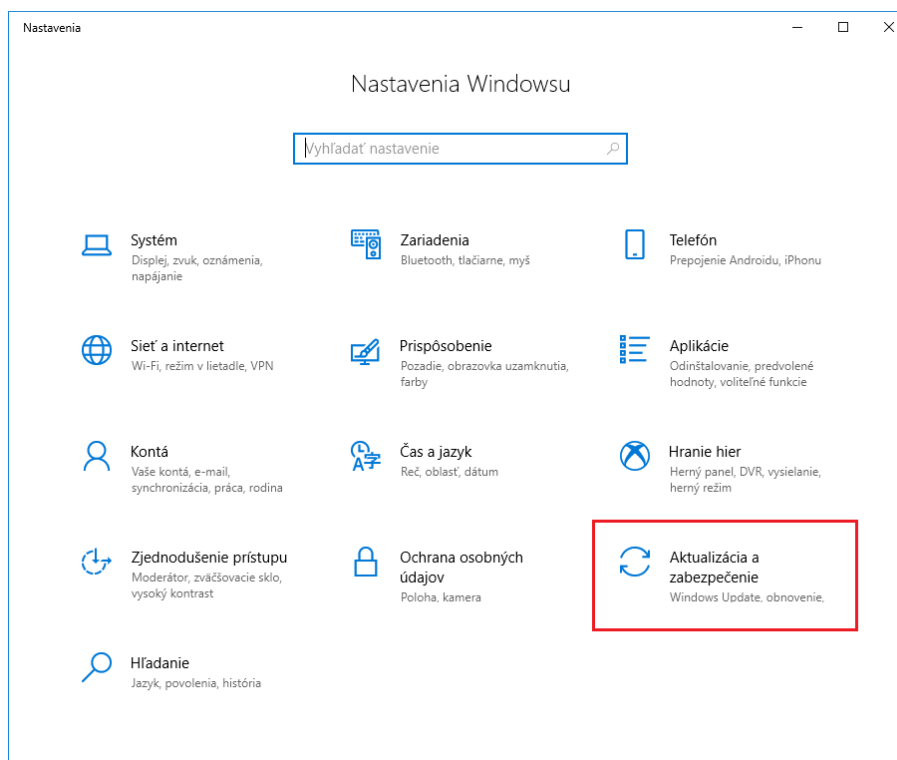 Nastavenia
Nastavenia Windowsu
Vyhľadať nastavenie
Systém
Displej, zvuk, oznámenia,
napájanie
Zariadenia
Bluetooth, tlačiarne, myš
Telefón
Prepojenie Androidu, iPhonu
Sieť a internet
Wi-Fi, režim v lietadle, VPN
Prispôsobenie
Pozadie, obrazovka uzamknutia,
farby
Aplikácie
Odinštalovanie, predvolené
hodnoty, voliteľné funkcie
Kontá
Vaše kontá, e-mail,
synchronizácia, práca, rodina
Čas a jazyk
Reč, oblasť, dátum
Hranie hier
Herný panel, DVR, vysielanie,
herný režim
Zjednodušenie prístupu
Moderátor, zväčšovacie sklo,
vysoký kontrast
Ochrana osobných
údajov
Poloha, kamera
Aktualizácia a
zabezpečenie
Windows Update, obnovenie,
Hľadanie
Jazyk, povolenia, história